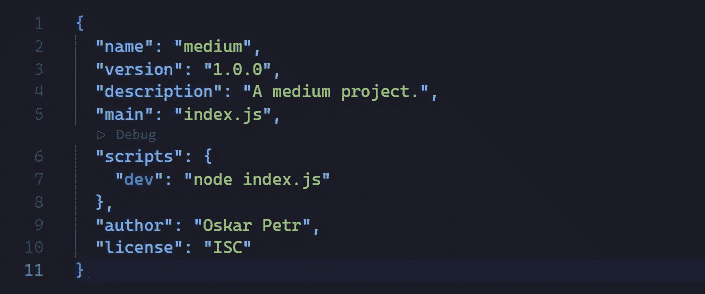 1 {
2 "name": "medium",
3 "version": "1.0.0",
4 "description": "A medium project.",
5 "main": "index.js",
▷ Debug
6 "scripts": {
7 "dev": "node index.js"
8 },
9 "author": "Oskar Petr",
10 "license": "ISC"
11 }